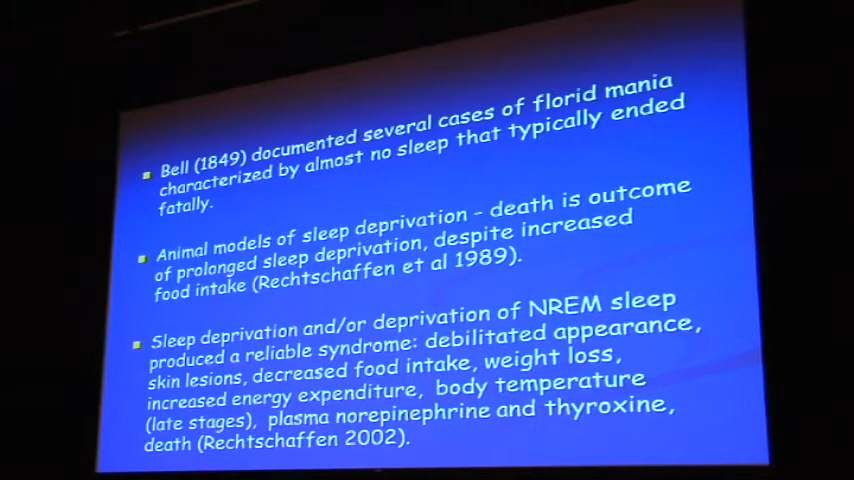 Bell (1849) documented several cases of florid mania
characterized by almost no sleep that typically ended
fatally.
Animal models of sleep deprivation - death is outcome
of prolonged sleep deprivation, despite increased
food intake (Rechtschaffen et al 1989).
Sleep deprivation and/or deprivation of NREM sleep
produced a reliable syndrome: debilitated appearance,
skin lesions, decreased food intake, weight loss,
increased energy expenditure, body temperature
(late stages), plasma norepinephrine and thyroxine,
death (Rechtschaffen 2002).